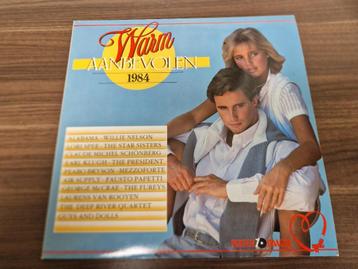 Warm
AANBEVOLEN
1984
ALABAMA - WILLIE NELSON
LORI SPEE - THE STAR SISTERS
CLAUDE MICHEL SCHÖNBERG
EARL KLUGH - THE PRESIDENT
PEABO BRYSON - MEZZOFORTE
AIR SUPPLY - FAUSTO PAPETTI
GEORGE McCRAE - THE FUREYS
LAURENS VAN ROOYEN
THE DEEP RIVER QUARTET
GUYS AND DOLLS